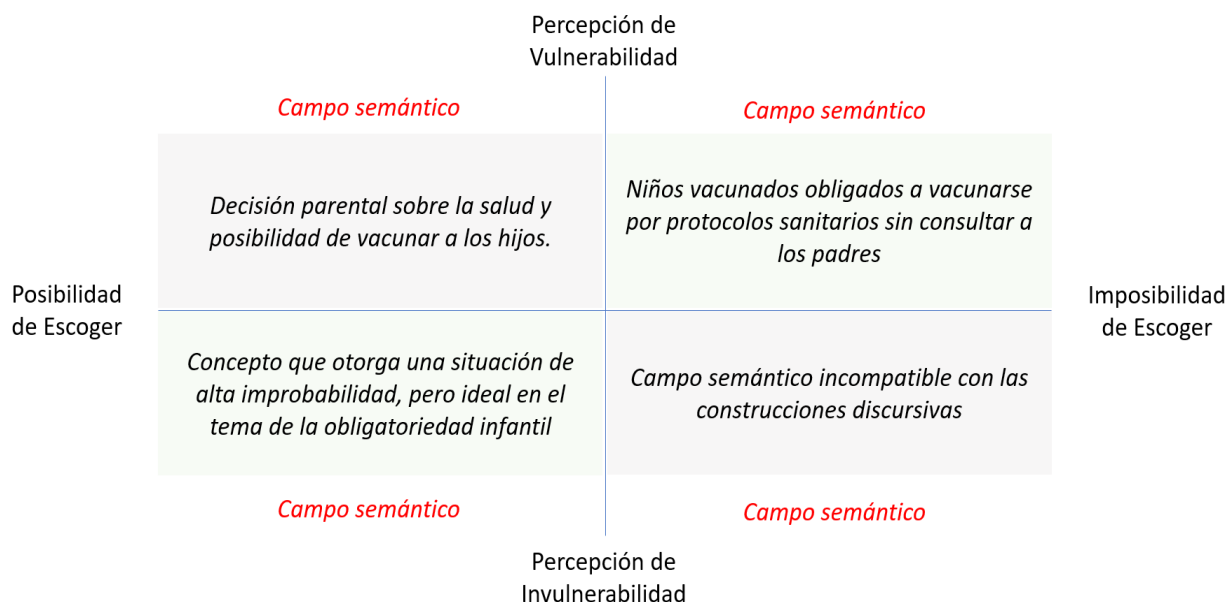 Percepción de
Vulnerabilidad
Campo semántico
Campo semántico
Decisión parental sobre la salud y
posibilidad de vacunar a los hijos.
Niños vacunados obligados a vacunarse
por protocolos sanitarios sin consultar a
los padres
Posibilidad
de Escoger
Imposibilidad
de Escoger
Concepto que otorga una situación de
alta improbabilidad, pero ideal en el
tema de la obligatoriedad infantil
Campo semántico incompatible con las
construcciones discursivas
Campo semántico
Campo semántico
Percepción de
Invulnerabilidad